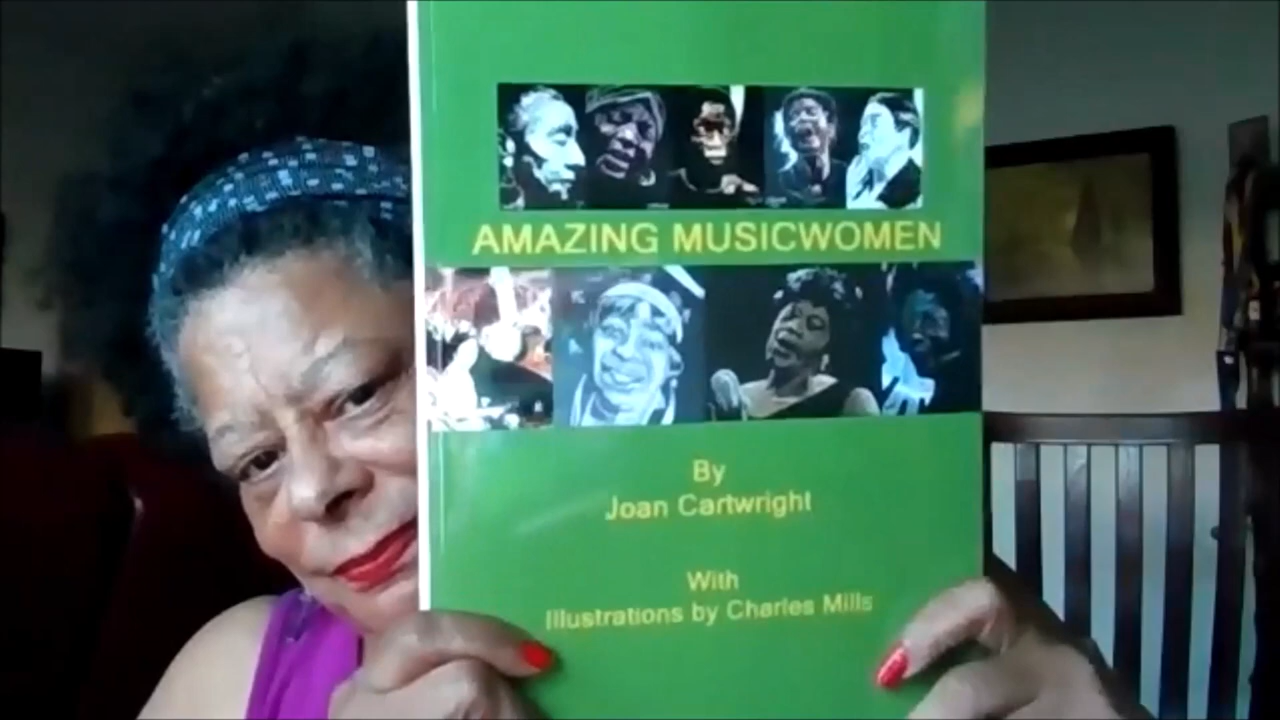 AMAZING MUSICWOMEN
By
Joan Cartwright
With
Illustrations by Charles Mills